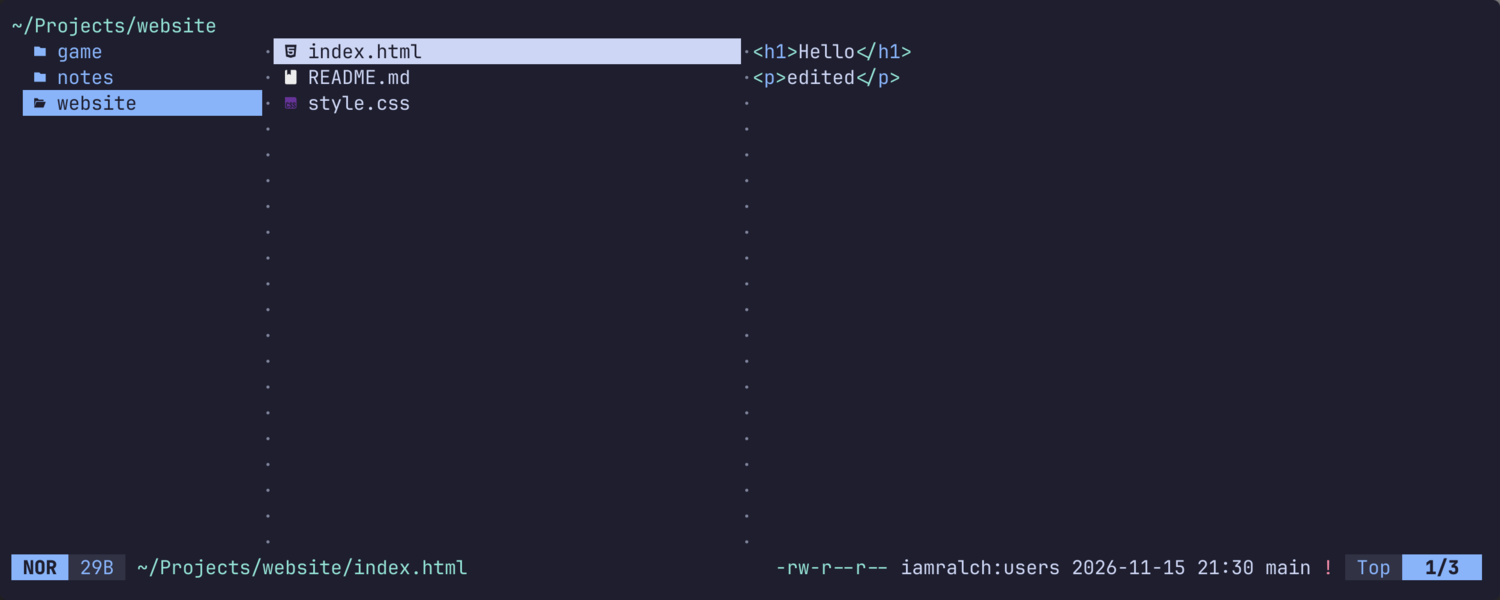 ~/Projects/website
game
notes
website
index.html
README.md
style.css
<h1>Hello</h1>
<p>edited</p>
NOR 29B ~/Projects/website/index.html -rw-r--r-- iamralch:users 2026-11-15 21:30 main ! Top 1/3